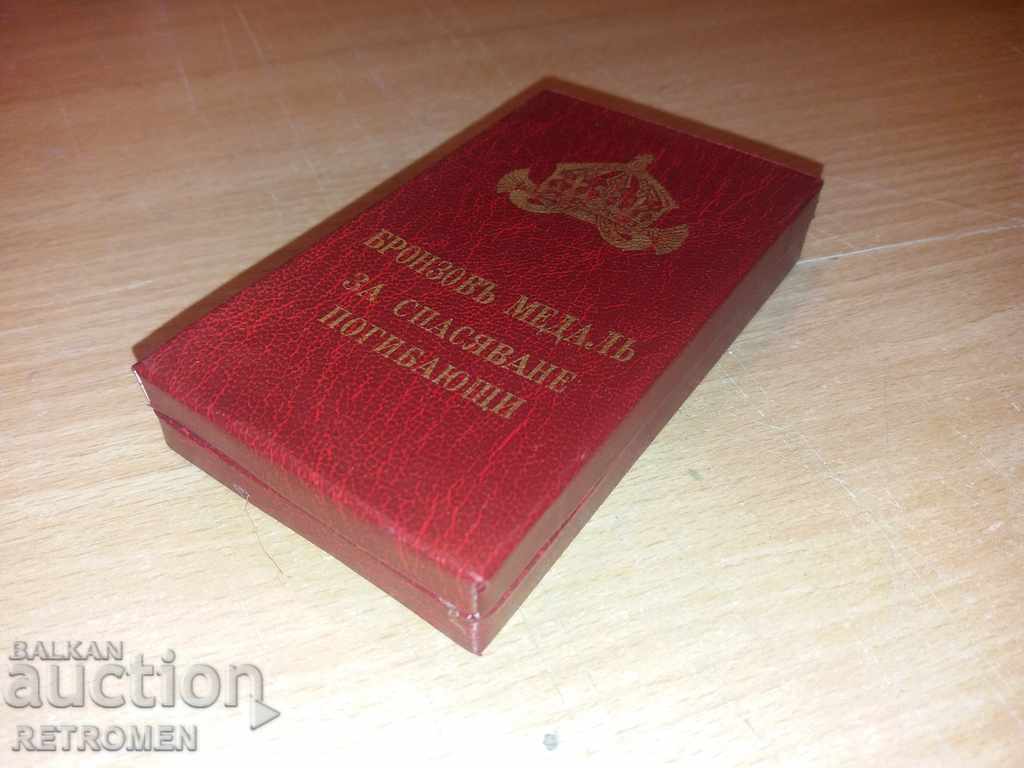 БРОНЗОВЪ МЕДАЛЬ
ЗА СПАСЯВАНЕ
ПОГИБАЮЩИ
BALKAN
auction
RETROMEN